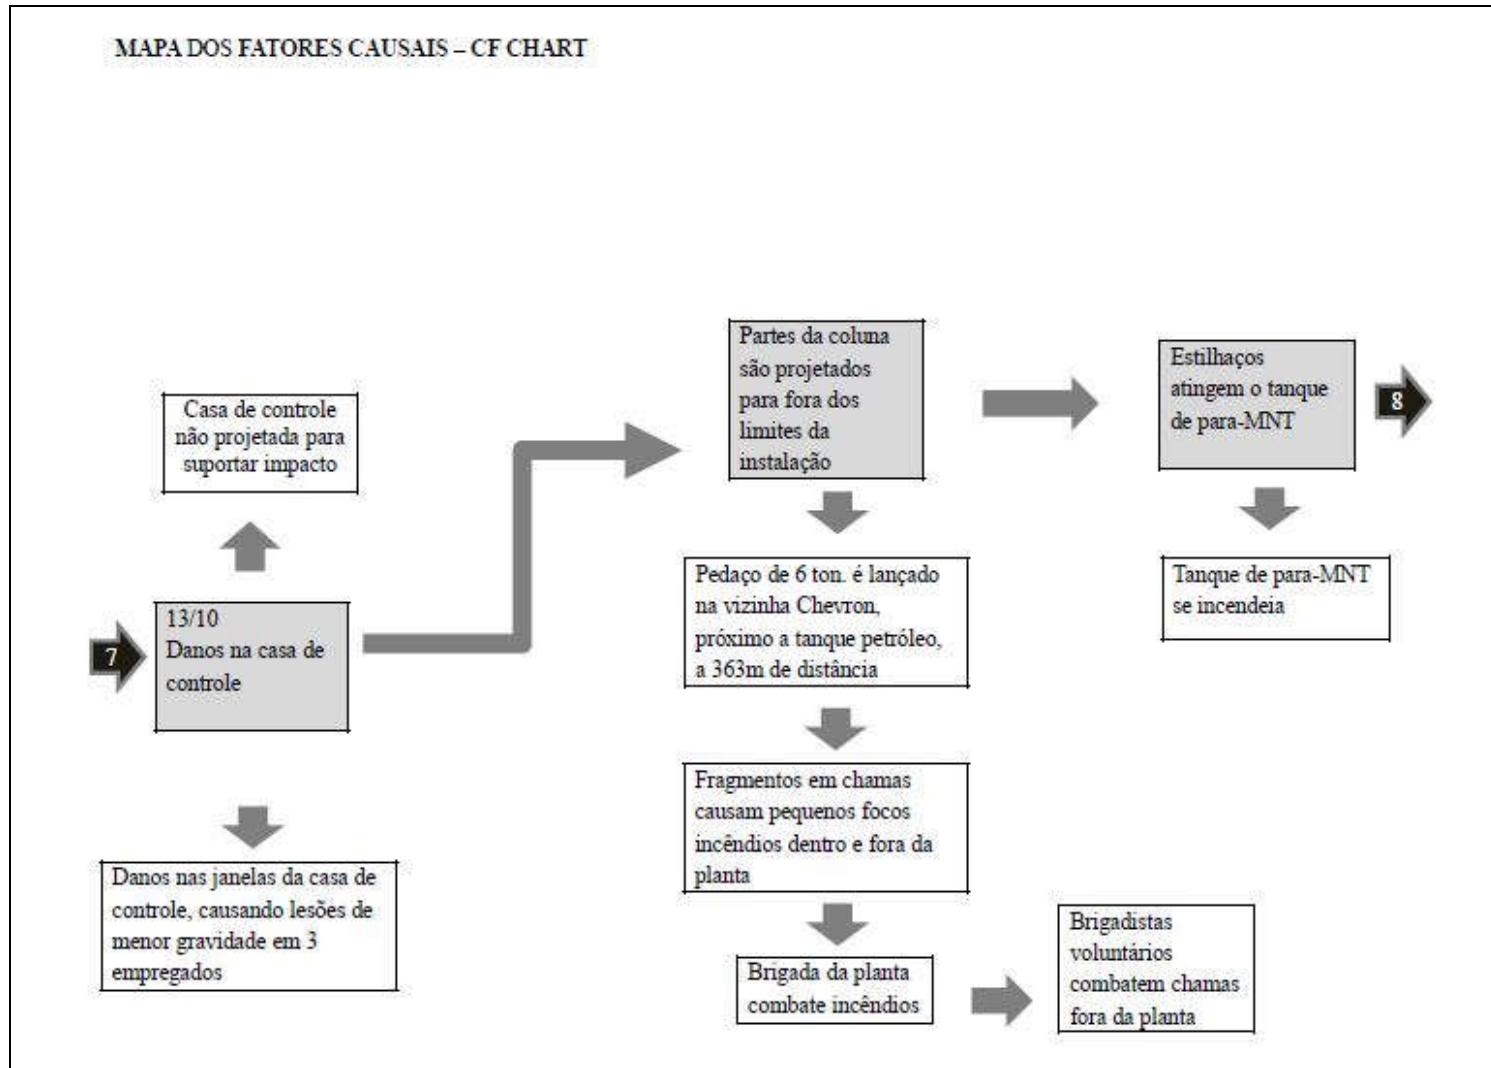 MAPA DOS FATORES CAUSAIS – CF CHART
Casa de controle
não projetada para
suportar impacto
7
13/10
Danos na casa de
controle
Danos nas janelas da casa de
controle, causando lesões de
menor gravidade em 3
empregados
Partes da coluna
são projetados
para fora dos
limites da
instalação
Pedaço de 6 ton. é lançado
na vizinha Chevron,
próximo a tanque petróleo,
a 363m de distância
Fragmentos em chamas
causam pequenos focos
incêndios dentro e fora da
planta
Brigada da planta
combate incêndios
Brigadistas
voluntários
combatem chamas
fora da planta
Estilhaços
atingem o tanque
de para-MNT
8
Tanque de para-MNT
se incendeia